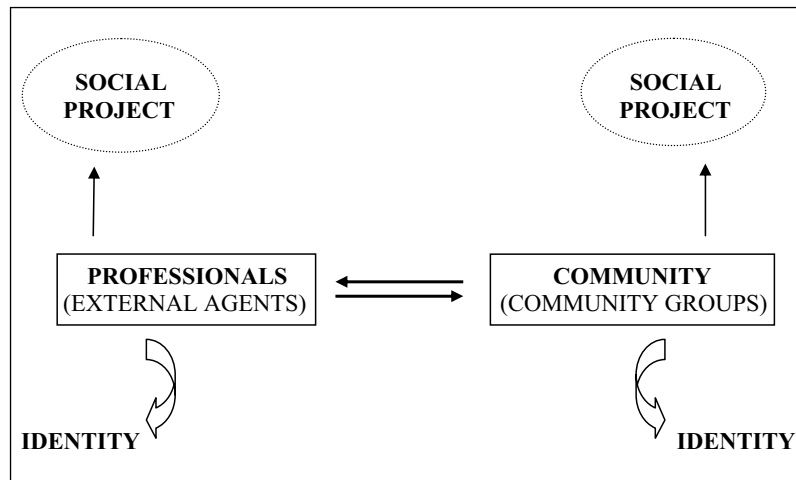 SOCIAL
PROJECT
SOCIAL
PROJECT
PROFESSIONALS
(EXTERNAL AGENTS)
COMMUNITY
(COMMUNITY GROUPS)
IDENTITY
IDENTITY